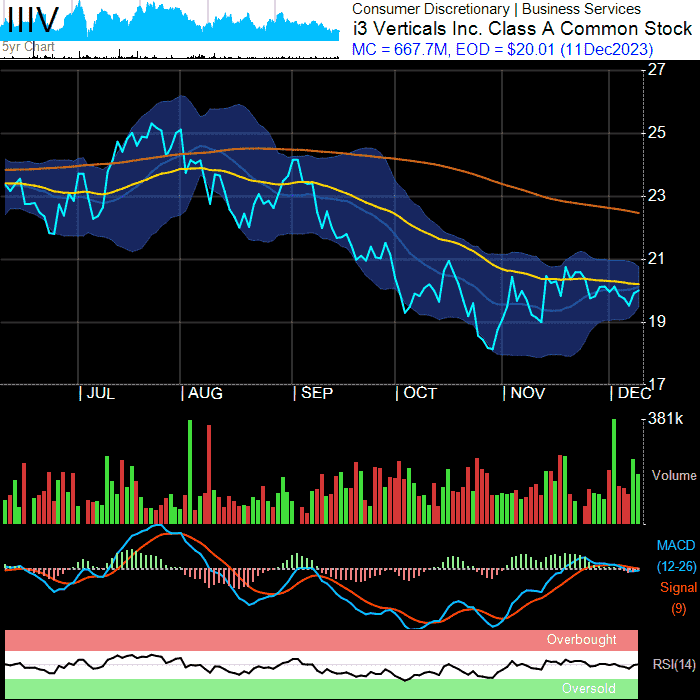 IIIV
5yr Chart
Consumer Discretionary | Business Services
i3 Verticals Inc. Class A Common Stock
MC = 667.7M, EOD = $20.01 (11Dec2023)
27
25
23
21
19
17
JUL AUG SEP OCT NOV DEC
381k
Volume
MACD
(12-26)
Signal
(9)
Overbought
RSI(14)
Oversold